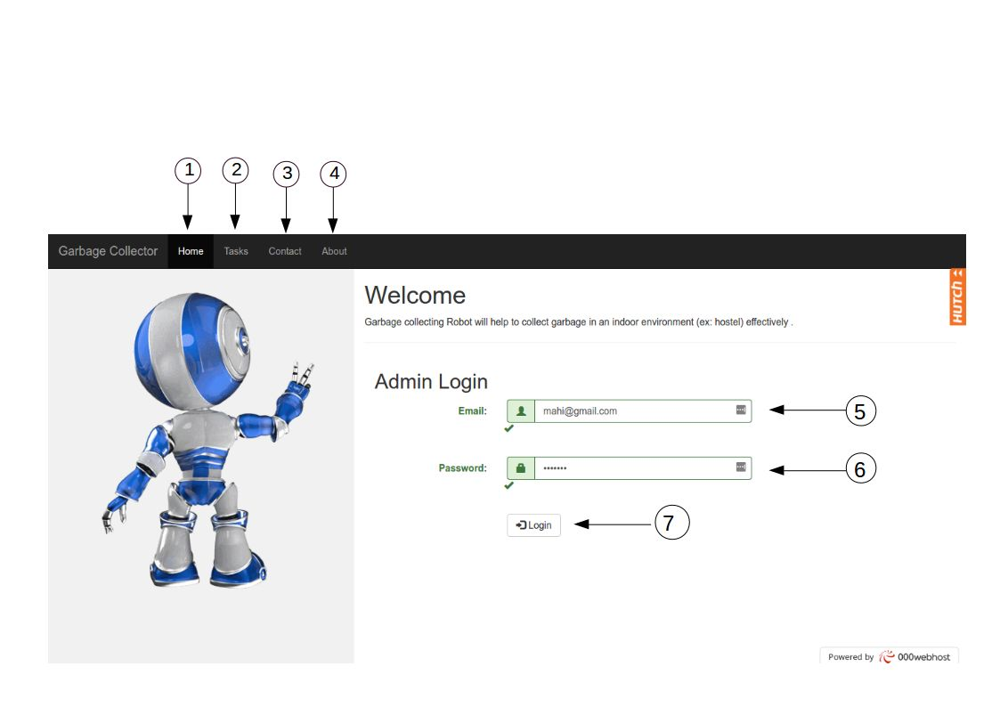 1 2 3 4
Garbage Collector Home Tasks Contact About
HUTCH
Welcome
Garbage collecting Robot will help to collect garbage in an indoor environment (ex: hostel) effectively .
Admin Login
Email: mahi@gmail.com 5
Password: ••••••• 6
Login 7
Powered by 000webhost